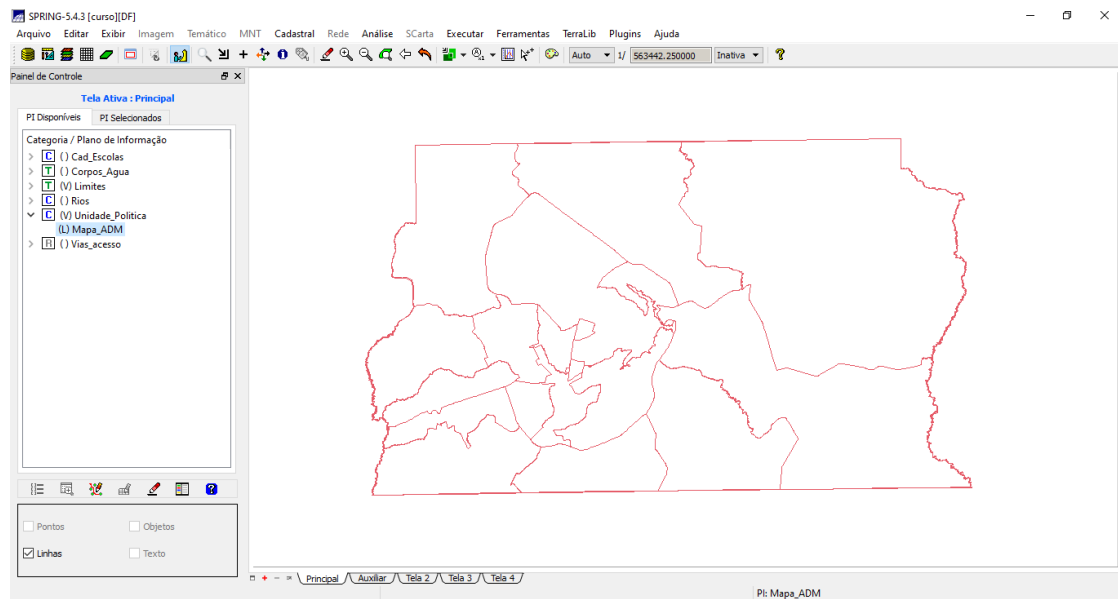 SPRING-5.4.3 [curso][DF]
Arquivo Editar Exibir Imagem Temático MNT Cadastral Rede Análise SCarta Executar Ferramentas TerraLib Plugins Ajuda
Auto 1/ 563442.250000 Inativa
Painel de Controle
Tela Ativa : Principal
PI Disponíveis PI Selecionados
Categoria / Plano de Informação
C () Cad_Escolas
T () Corpos_Agua
T (V) Limites
C () Rios
C (V) Unidade_Politica
(L) Mapa_ADM
R () Vias_acesso
Pontos Objetos
Linhas Texto
Principal Auxiliar Tela 2 Tela 3 Tela 4
PI: Mapa_ADM